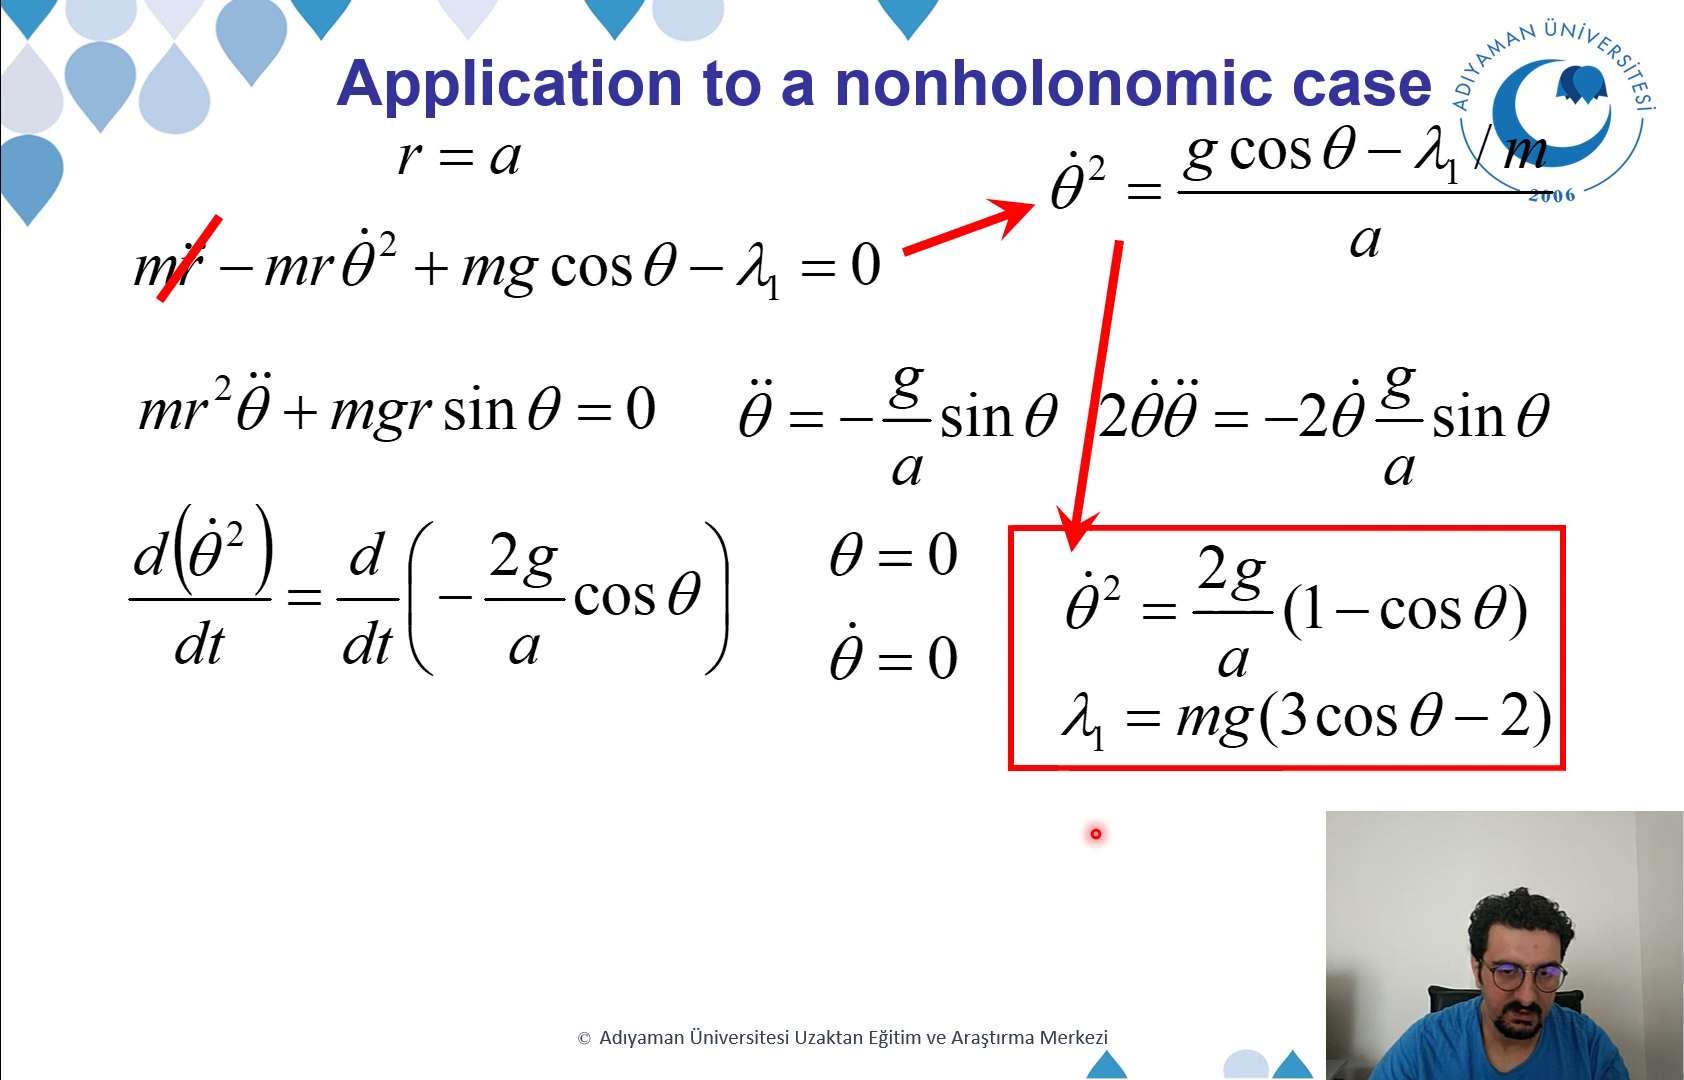 Application to a nonholonomic case
ADIYAMAN ÜNİVERSİTESİ
2006
r = a
θ̇² = (g cos θ − λ₁ / m) / a
mr̈ − mrθ̇² + mg cos θ − λ₁ = 0
mr²θ̈ + mgr sin θ = 0
θ̈ = − g/a sin θ
2θ̇θ̈ = −2θ̇ g/a sin θ
d(θ̇²)/dt = d/dt (− 2g/a cos θ)
θ = 0
θ̇ = 0
θ̇² = 2g/a (1 − cos θ)
λ₁ = mg(3 cos θ − 2)
© Adıyaman Üniversitesi Uzaktan Eğitim ve Araştırma Merkezi